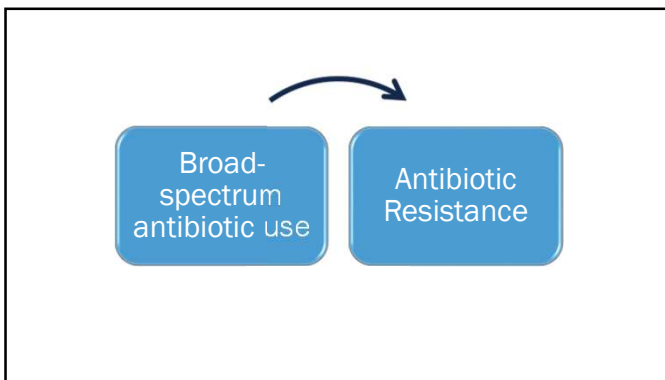 Broad-
spectrum
antibiotic use
Antibiotic
Resistance